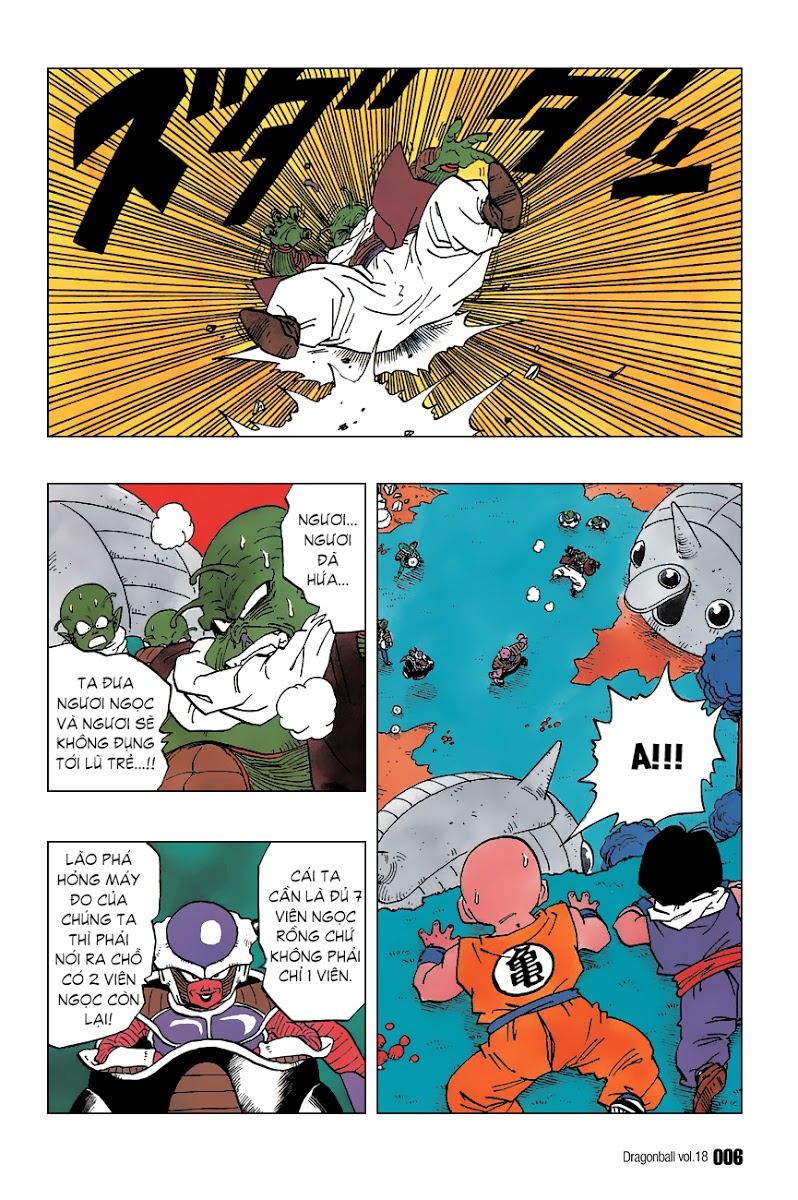 ズダダダダッ
NGƯƠI...
NGƯƠI
ĐÃ
HỨA...
TA ĐƯA
NGƯƠI NGỌC
VÀ NGƯƠI SẼ
KHÔNG ĐỤNG
TỚI LŨ TRẺ...!!
A!!!
亀
CÁI TA
CẦN LÀ ĐỦ 7
VIÊN NGỌC
RỒNG CHỨ
KHÔNG PHẢI
CHỈ 1 VIÊN.
LÃO PHÁ
HỎNG MÁY
ĐO CỦA
CHÚNG TA
THÌ PHẢI
NÓI RA CHỖ
CÓ 2 VIÊN
NGỌC CÒN
LẠI!
Dragonball vol.18 006